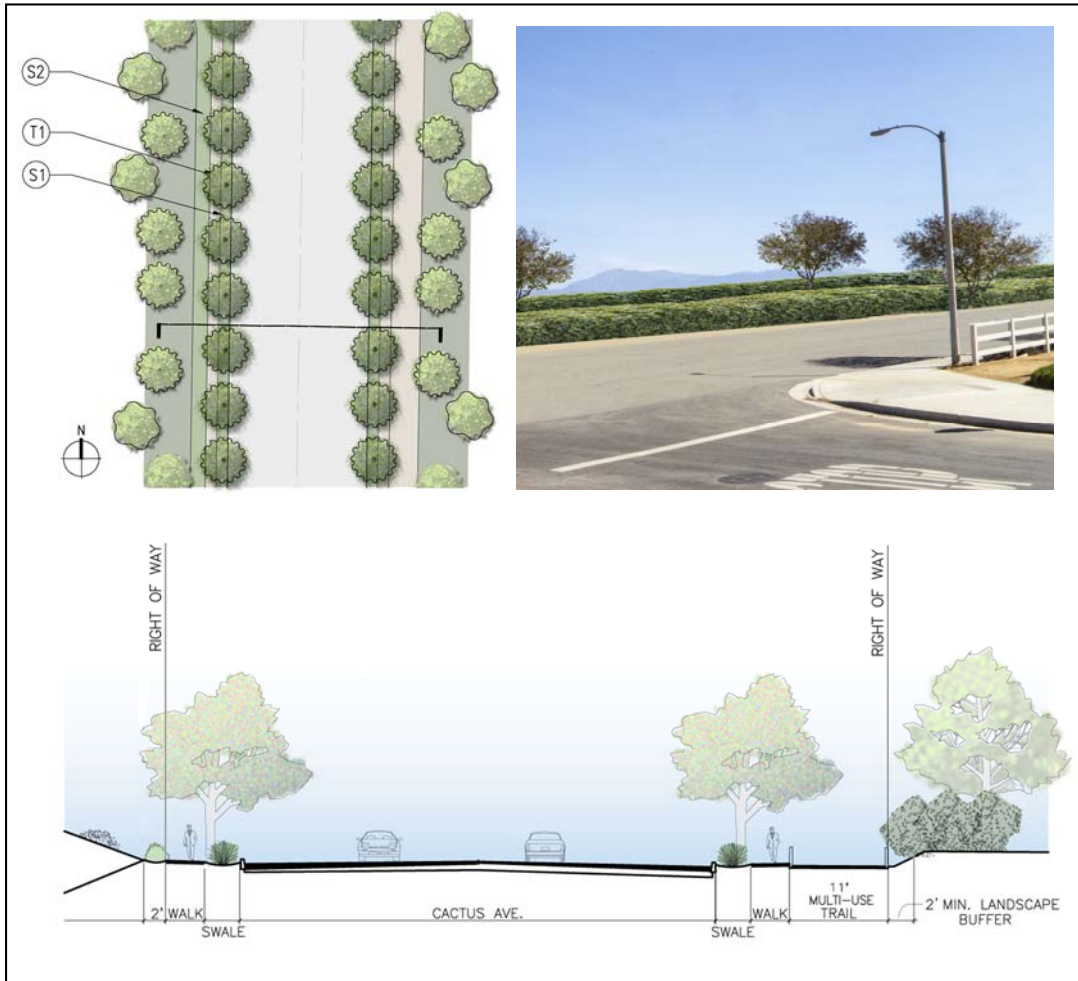 S2
T1
S1
N
RIGHT OF WAY
RIGHT OF WAY
2' WALK
SWALE
CACTUS AVE.
SWALE
WALK
11'
MULTI-USE
TRAIL
2' MIN. LANDSCAPE
BUFFER